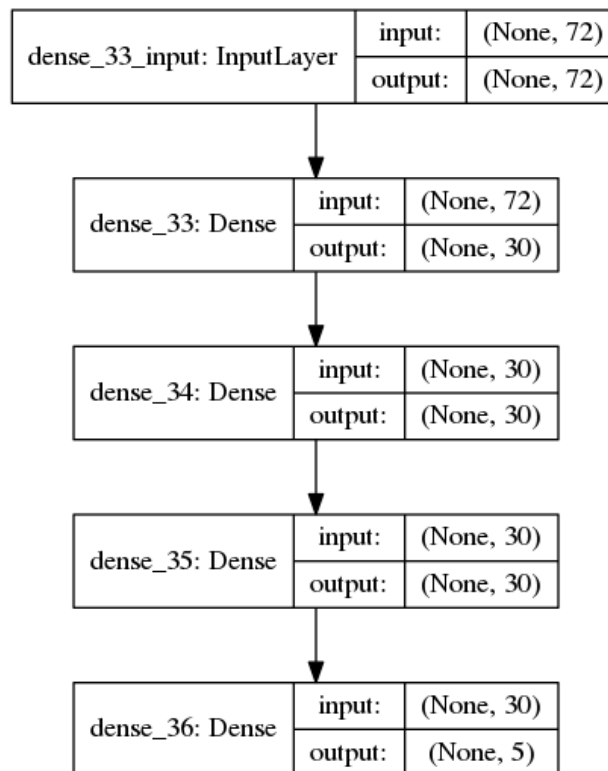 dense_33_input: InputLayer
input: (None, 72)
output: (None, 72)
dense_33: Dense
input: (None, 72)
output: (None, 30)
dense_34: Dense
input: (None, 30)
output: (None, 30)
dense_35: Dense
input: (None, 30)
output: (None, 30)
dense_36: Dense
input: (None, 30)
output: (None, 5)